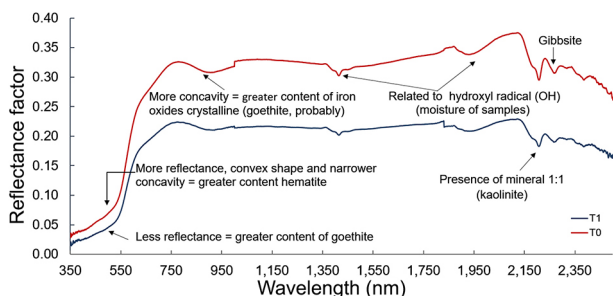 0.40
0.35
0.30
0.25
0.20
0.15
0.10
0.05
0.00
Reflectance factor
Gibbsite
More concavity = greater content of iron
oxides crystalline (goethite, probably)
Related to hydroxyl radical (OH)
(moisture of samples)
More reflectance, convex shape and narrower
concavity = greater content hematite
Presence of mineral 1:1
(kaolinite)
Less reflectance = greater content of goethite
T1
T0
350 550 750 950 1,150 1,350 1,550 1,750 1,950 2,150 2,350
Wavelength (nm)